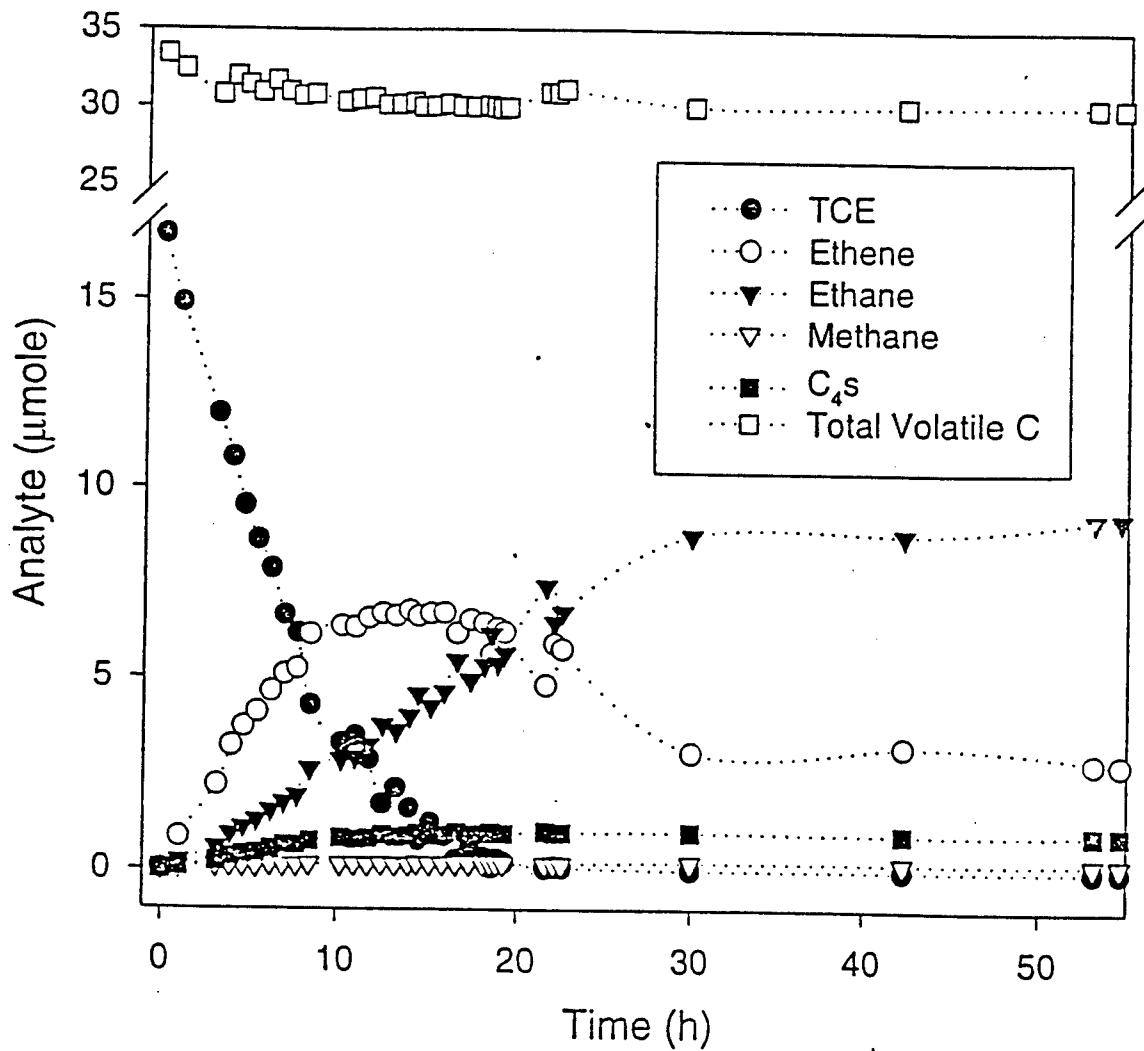 35
30
25
15
10
5
0
Analyte (μmole)
TCE
Ethene
Ethane
Methane
C₄s
Total Volatile C
0
10
20
30
40
50
Time (h)